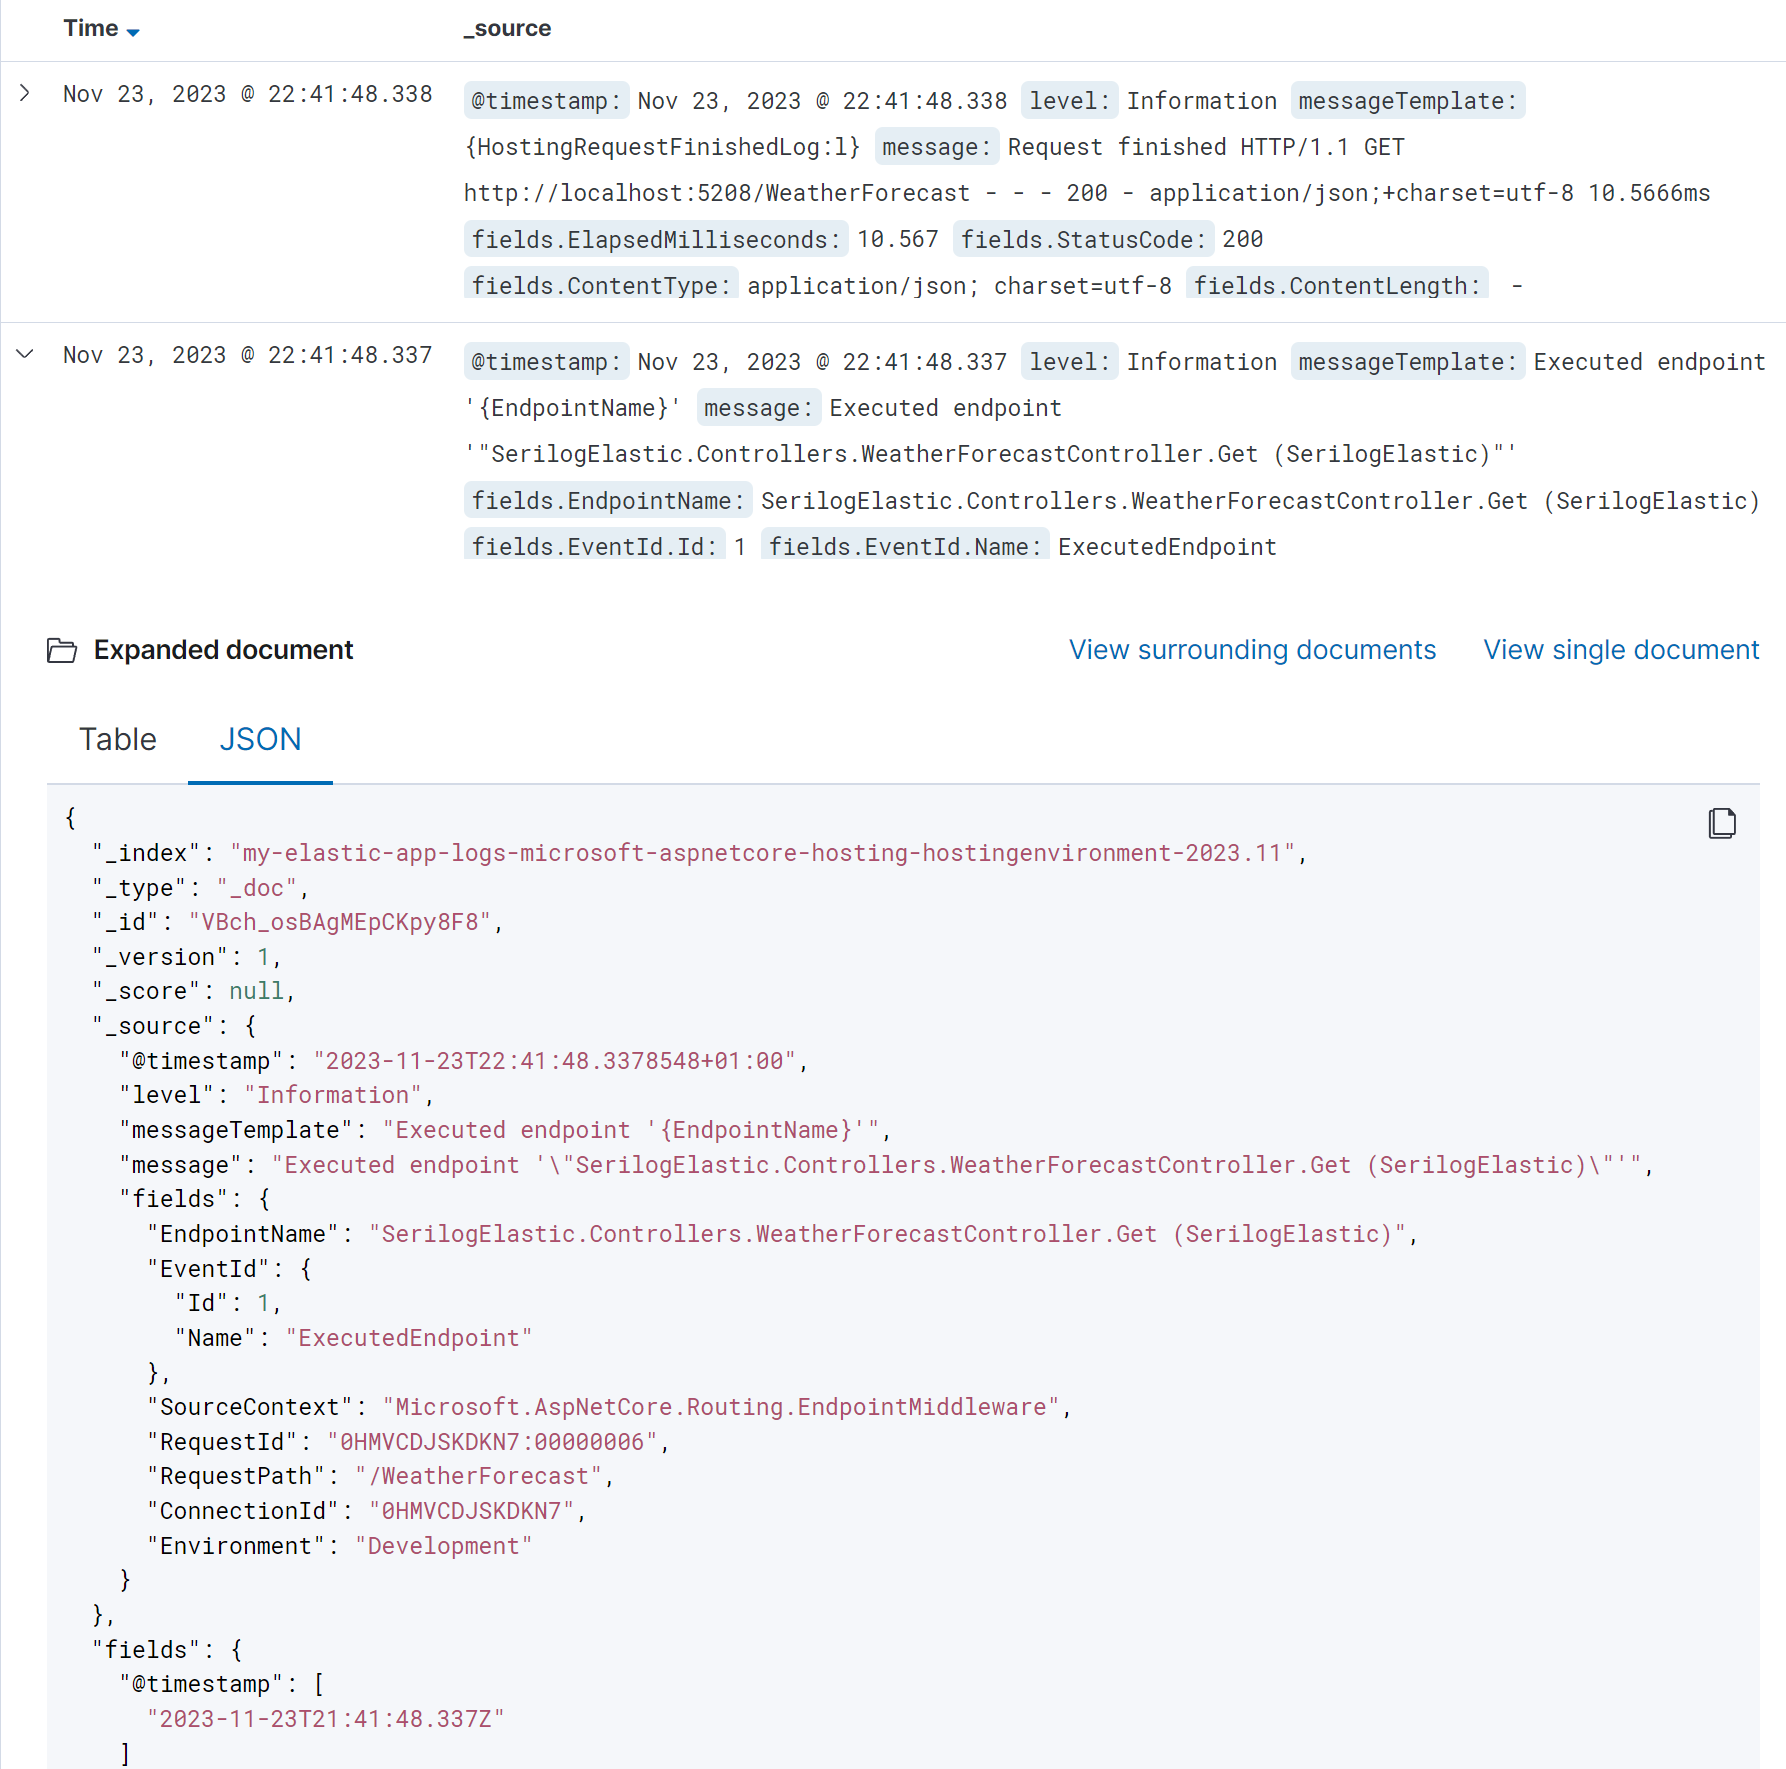 Time _source
Nov 23, 2023 @ 22:41:48.338 @timestamp: Nov 23, 2023 @ 22:41:48.338 level: Information messageTemplate:
{HostingRequestFinishedLog:l} message: Request finished HTTP/1.1 GET
http://localhost:5208/WeatherForecast - - - 200 - application/json;+charset=utf-8 10.5666ms
fields.ElapsedMilliseconds: 10.567 fields.StatusCode: 200
fields.ContentType: application/json; charset=utf-8 fields.ContentLength: -
Nov 23, 2023 @ 22:41:48.337 @timestamp: Nov 23, 2023 @ 22:41:48.337 level: Information messageTemplate: Executed endpoint
'{EndpointName}' message: Executed endpoint
'"SerilogElastic.Controllers.WeatherForecastController.Get (SerilogElastic)"'
fields.EndpointName: SerilogElastic.Controllers.WeatherForecastController.Get (SerilogElastic)
fields.EventId.Id: 1 fields.EventId.Name: ExecutedEndpoint
Expanded document View surrounding documents View single document
Table JSON
{
"_index": "my-elastic-app-logs-microsoft-aspnetcore-hosting-hostingenvironment-2023.11",
"_type": "_doc",
"_id": "VBch_osBAgMEpCKpy8F8",
"_version": 1,
"_score": null,
"_source": {
"@timestamp": "2023-11-23T22:41:48.3378548+01:00",
"level": "Information",
"messageTemplate": "Executed endpoint '{EndpointName}'",
"message": "Executed endpoint '\"SerilogElastic.Controllers.WeatherForecastController.Get (SerilogElastic)\"'",
"fields": {
"EndpointName": "SerilogElastic.Controllers.WeatherForecastController.Get (SerilogElastic)",
"EventId": {
"Id": 1,
"Name": "ExecutedEndpoint"
},
"SourceContext": "Microsoft.AspNetCore.Routing.EndpointMiddleware",
"RequestId": "0HMVCDJSKDKN7:00000006",
"RequestPath": "/WeatherForecast",
"ConnectionId": "0HMVCDJSKDKN7",
"Environment": "Development"
}
},
"fields": {
"@timestamp": [
"2023-11-23T21:41:48.337Z"
]